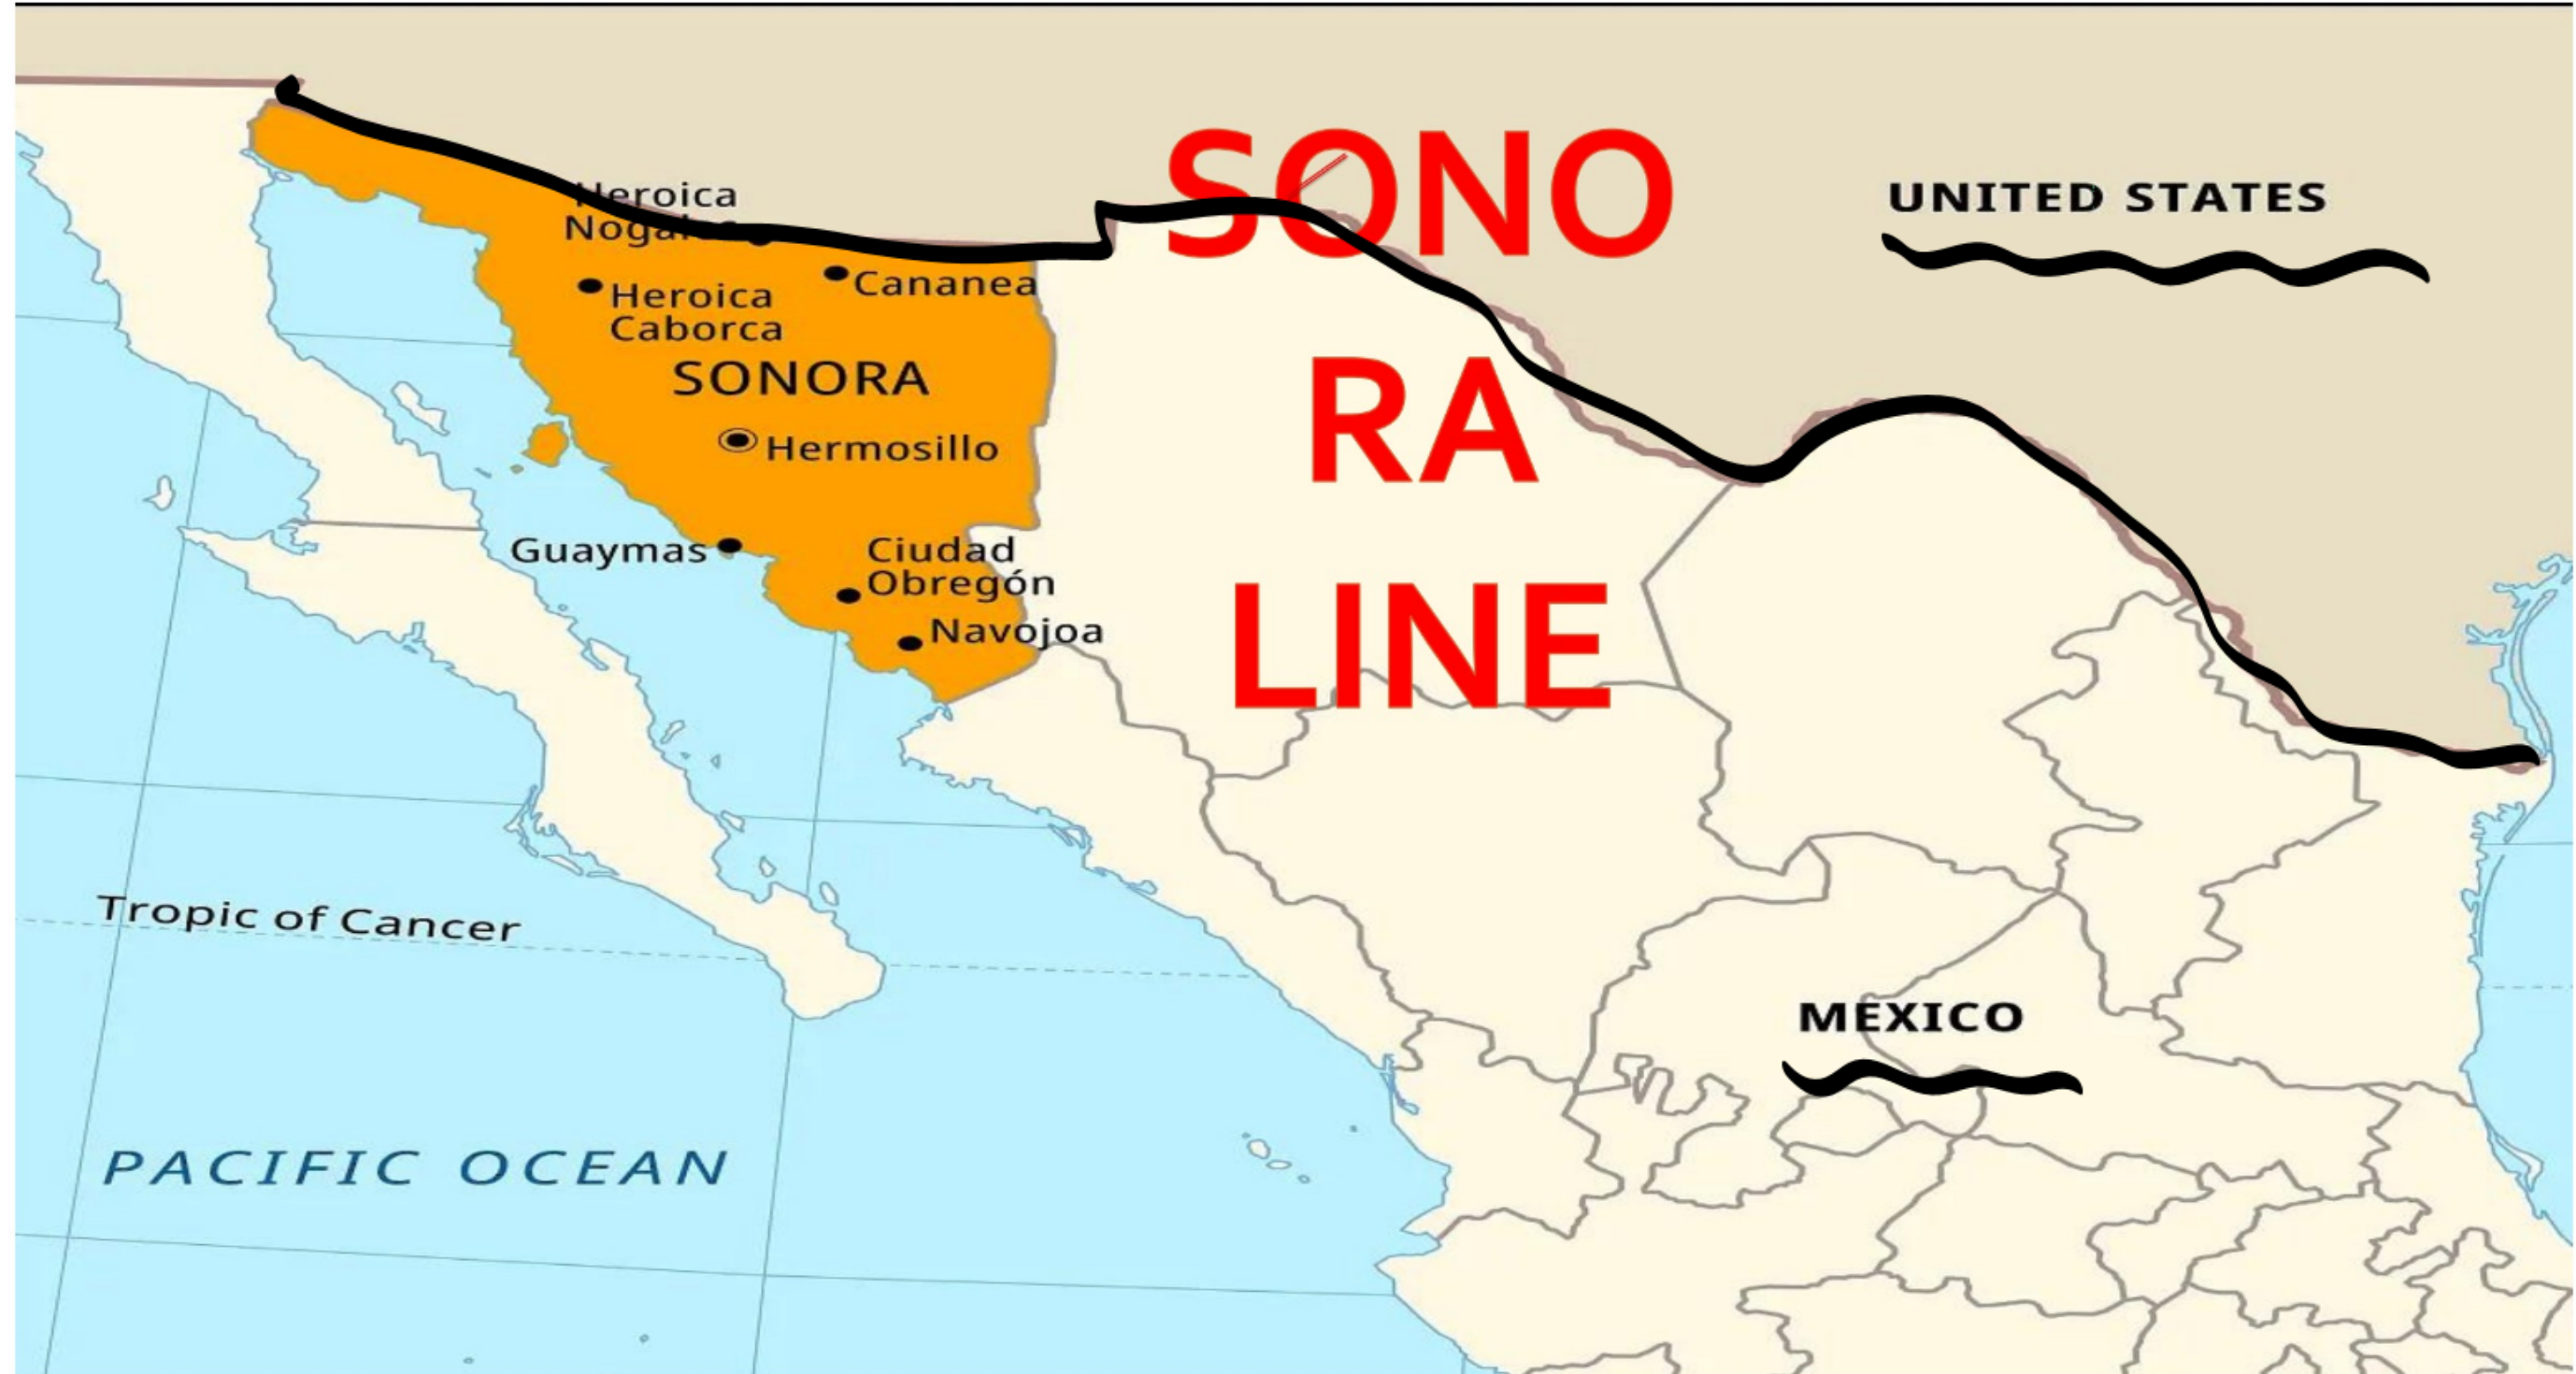 SONO
RA
LINE
UNITED STATES
Heroica
Nogales
Cananea
Heroica
Caborca
SONORA
Hermosillo
Guaymas
Ciudad
Obregón
Navojoa
Tropic of Cancer
MEXICO
PACIFIC OCEAN